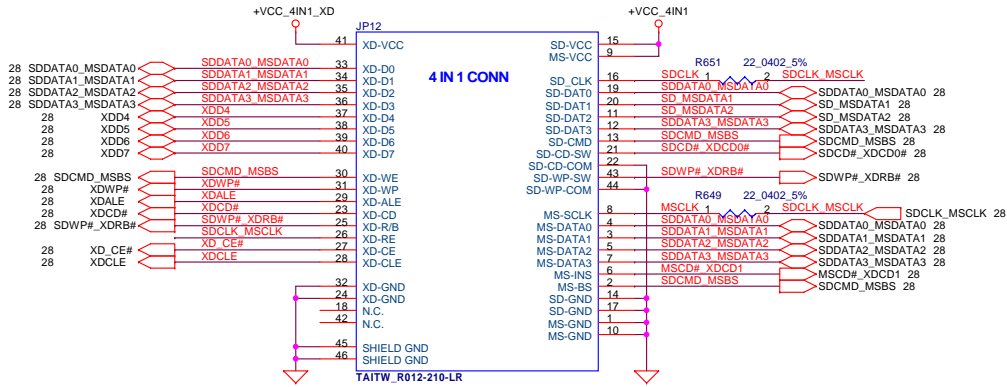 +VCC_4IN1_XD +VCC_4IN1
JP12
41 XD-VCC SD-VCC 15
MS-VCC 9
4 IN 1 CONN
R651 22_0402_5%
28 SDDATA0_MSDATA0 SDDATA0_MSDATA0 33 XD-D0
28 SDDATA1_MSDATA1 SDDATA1_MSDATA1 34 XD-D1 SD_CLK 16 SDCLK 1 2 SDCLK_MSCLK
28 SDDATA2_MSDATA2 SDDATA2_MSDATA2 35 XD-D2 SD-DAT0 19 SDDATA0_MSDATA0 SDDATA0_MSDATA0 28
28 SDDATA3_MSDATA3 SDDATA3_MSDATA3 36 XD-D3 SD-DAT1 20 SD_MSDATA1 SD_MSDATA1 28
28 XDD4 XDD4 37 XD-D4 SD-DAT2 11 SD_MSDATA2 SD_MSDATA2 28
28 XDD5 XDD5 38 XD-D5 SD-DAT3 12 SDDATA3_MSDATA3 SDDATA3_MSDATA3 28
28 XDD6 XDD6 39 XD-D6 SD-CMD 13 SDCMD_MSBS SDCMD_MSBS 28
28 XDD7 XDD7 40 XD-D7 SD-CD-SW 21 SDCD#_XDCD0# SDCD#_XDCD0# 28
SD-CD-COM 22
28 SDCMD_MSBS SDCMD_MSBS 30 XD-WE SD-WP-SW 43 SDWP#_XDRB# SDWP#_XDRB# 28
28 XDWP# XDWP# 31 XD-WP SD-WP-COM 44
28 XDALE XDALE 29 XD-ALE R649 22_0402_5%
28 XDCD# XDCD# 23 XD-CD MS-SCLK 8 MSCLK 1 2 SDCLK_MSCLK SDCLK_MSCLK 28
28 SDWP#_XDRB# SDWP#_XDRB# 25 XD-R/B MS-DATA0 4 SDDATA0_MSDATA0 SDDATA0_MSDATA0 28
SDCLK_MSCLK 26 XD-RE MS-DATA1 3 SDDATA1_MSDATA1 SDDATA1_MSDATA1 28
28 XD_CE# XD_CE# 27 XD-CE MS-DATA2 5 SDDATA2_MSDATA2 SDDATA2_MSDATA2 28
28 XDCLE XDCLE 28 XD-CLE MS-DATA3 7 SDDATA3_MSDATA3 SDDATA3_MSDATA3 28
MS-INS 6 MSCD#_XDCD1 MSCD#_XDCD1 28
32 XD-GND MS-BS 2 SDCMD_MSBS SDCMD_MSBS 28
24 XD-GND SD-GND 14
18 N.C. SD-GND 17
42 N.C. MS-GND 1
MS-GND 10
45 SHIELD GND
46 SHIELD GND
TAITW_R012-210-LR